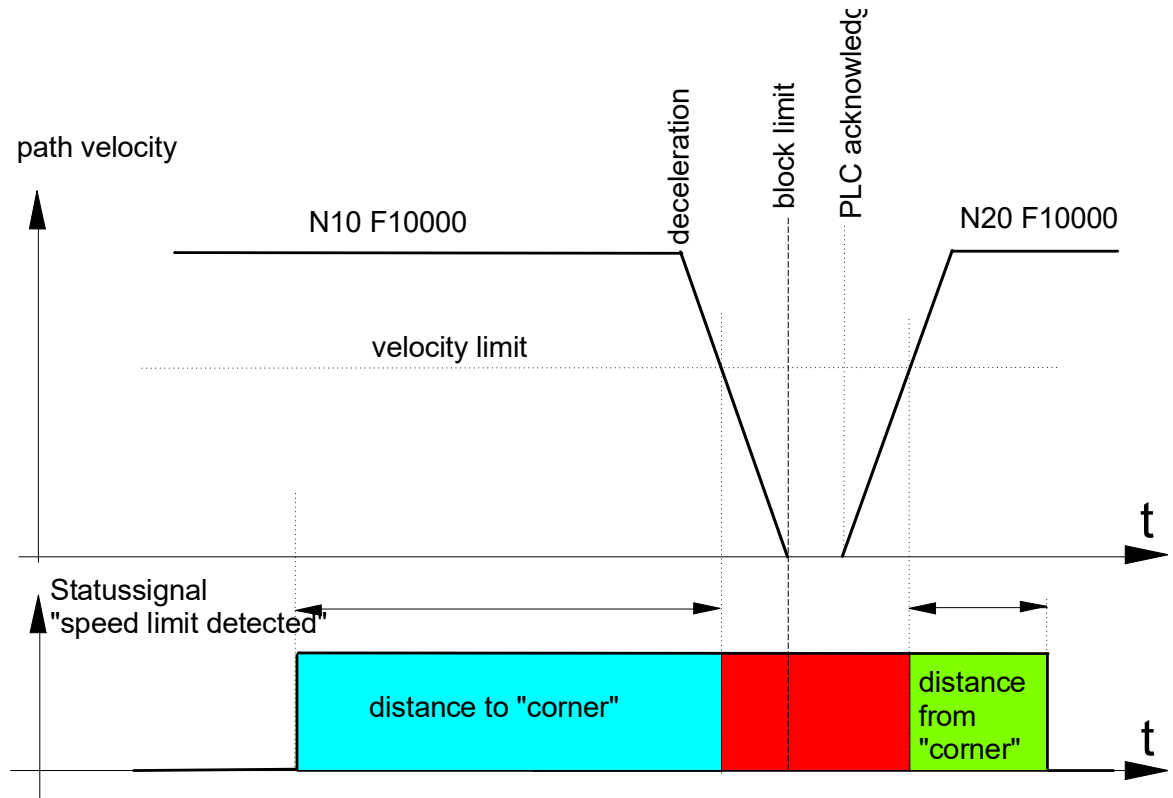 path velocity
N10 F10000
deceleration
block limit
PLC
N20 F10000
velocity limit
t
Statussignal
"speed limit detected"
distance to "corner"
distance
from
"corner"
t